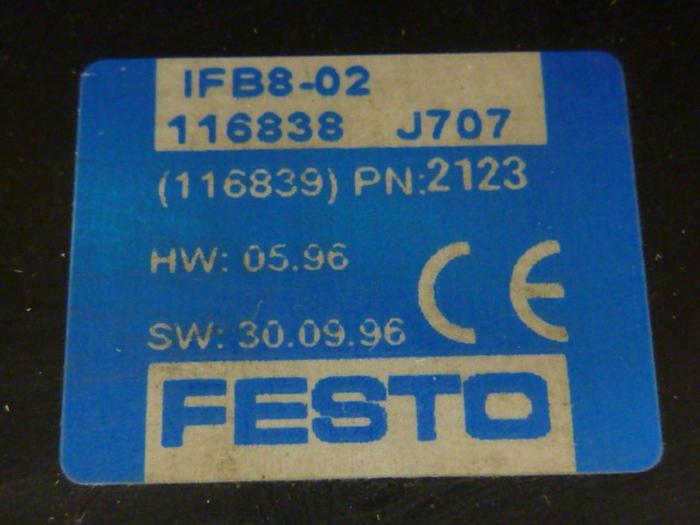 IFB8-02
116838 J707
(116839) PN:2123
HW: 05.96
SW: 30.09.96
CE
FESTO